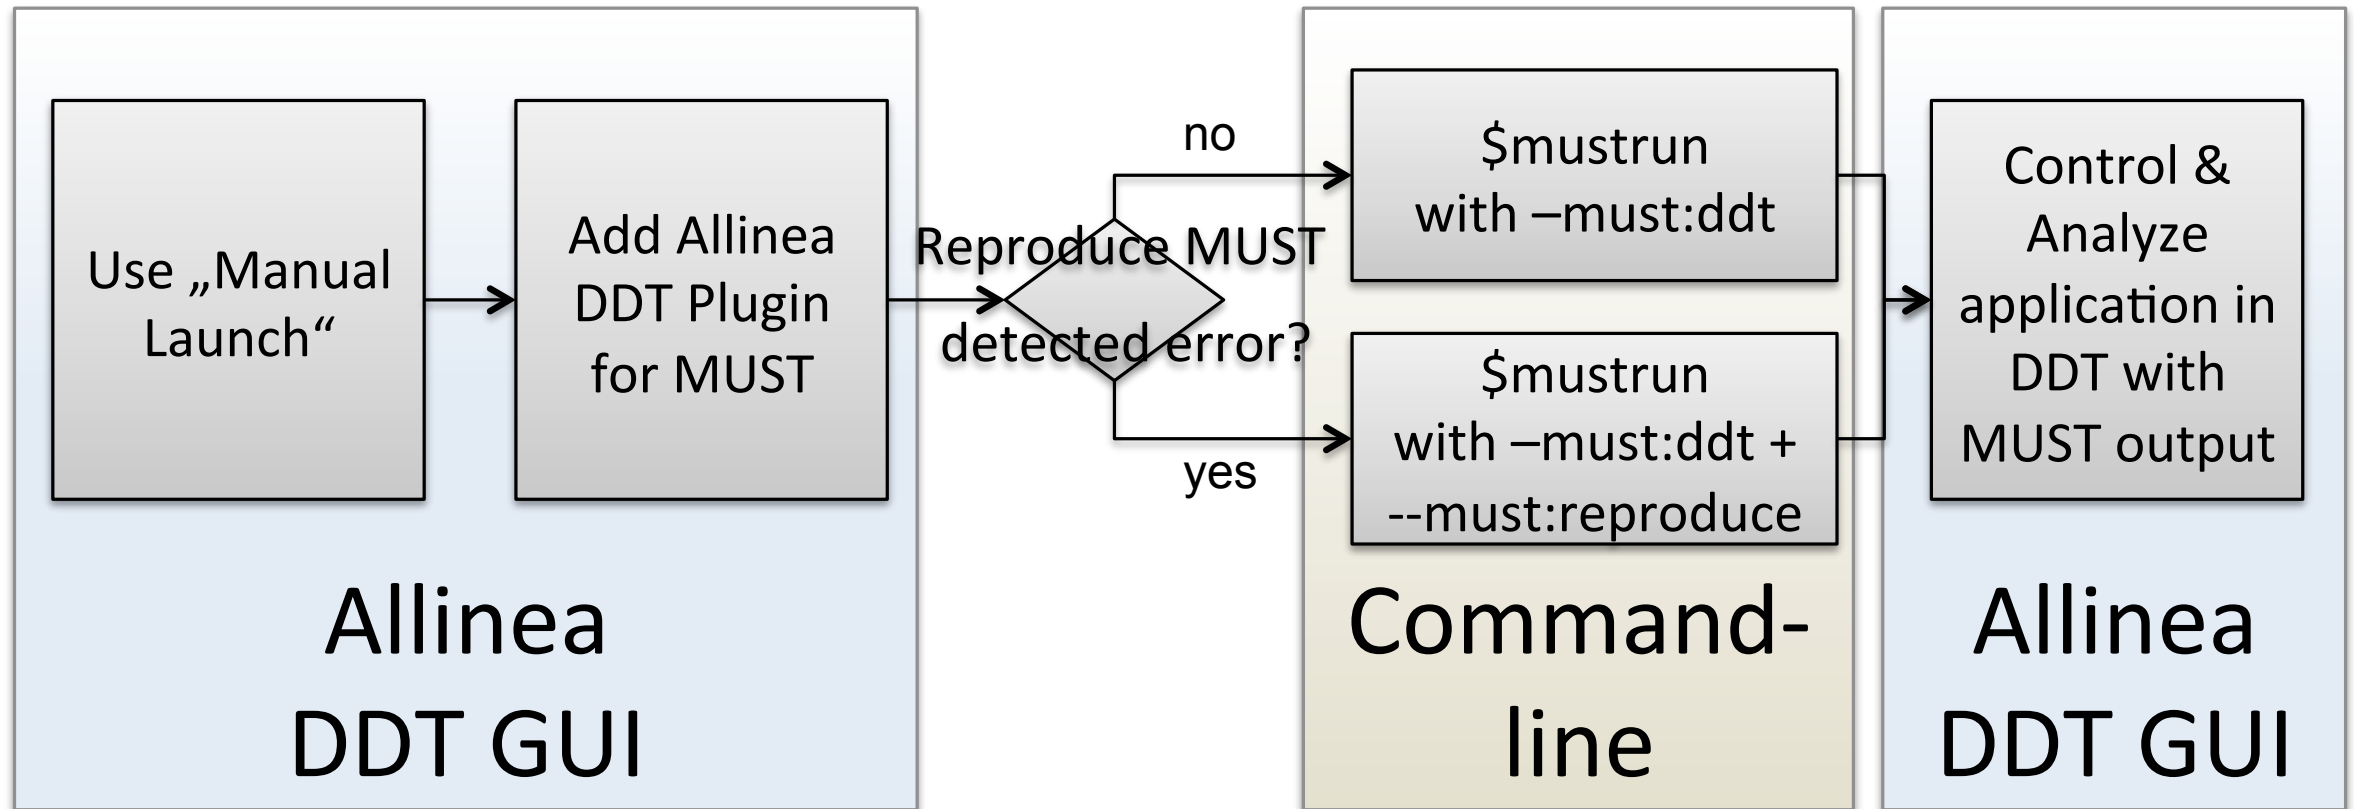 Use „Manual
Launch“
Add Allinea
DDT Plugin
for MUST
Allinea
DDT GUI
Reproduce MUST
detected error?
no
yes
$mustrun
with –must:ddt
$mustrun
with –must:ddt +
--must:reproduce
Command-
line
Control &
Analyze
application in
DDT with
MUST output
Allinea
DDT GUI